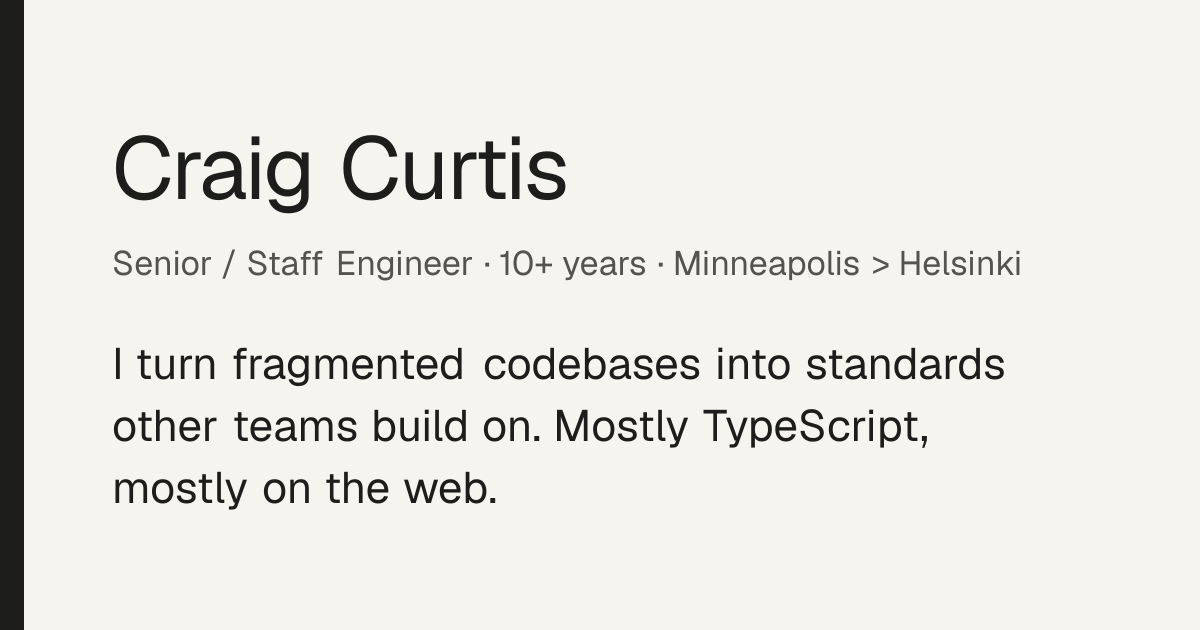 Craig Curtis
Senior / Staff Engineer · 10+ years · Minneapolis > Helsinki
I turn fragmented codebases into standards
other teams build on. Mostly TypeScript,
mostly on the web.